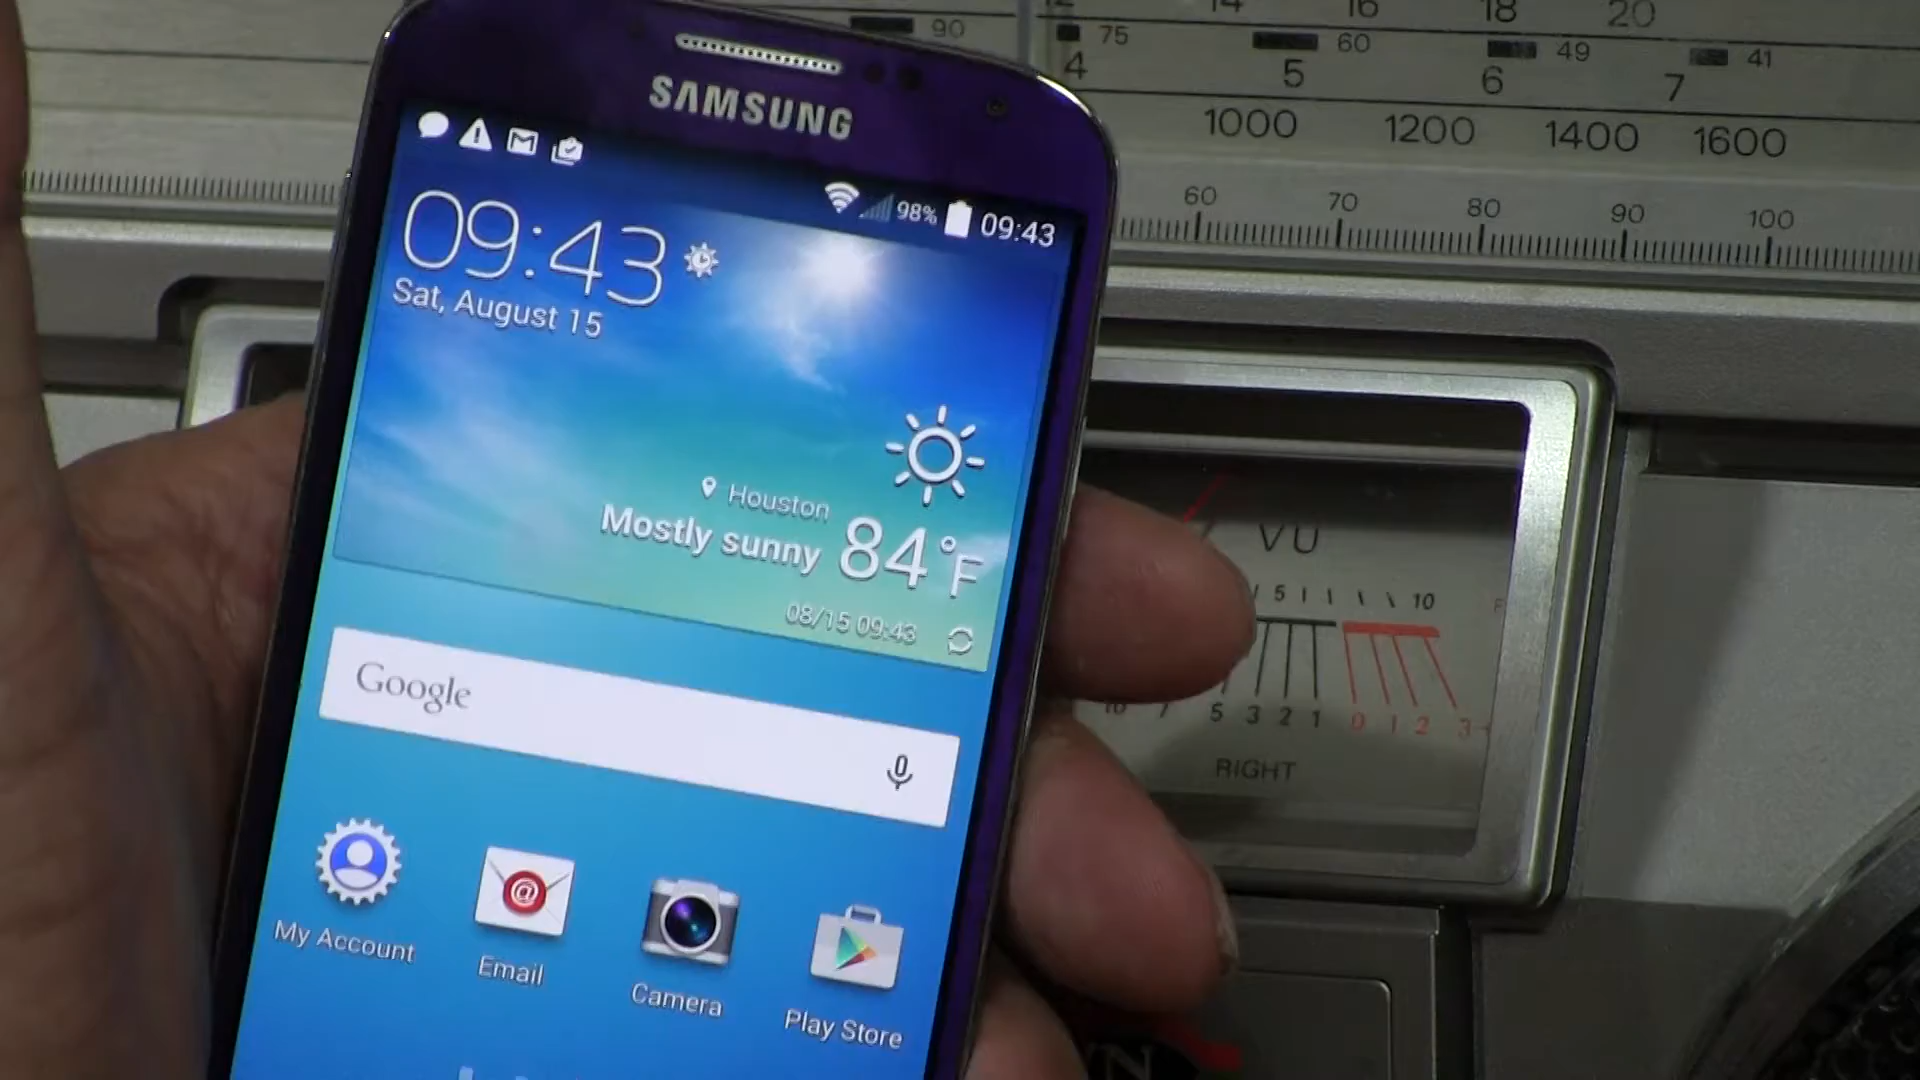 SAMSUNG
98% 09:43
09:43
Sat, August 15
Houston
Mostly sunny 84°F
08/15 09:43
Google
My Account
Email
Camera
Play Store
14 16 18 20
90 75 60 49 41
4 5 6 7
1000 1200 1400 1600
60 70 80 90 100
VU
5 10
5 3 2 1 0 1 2 3
RIGHT